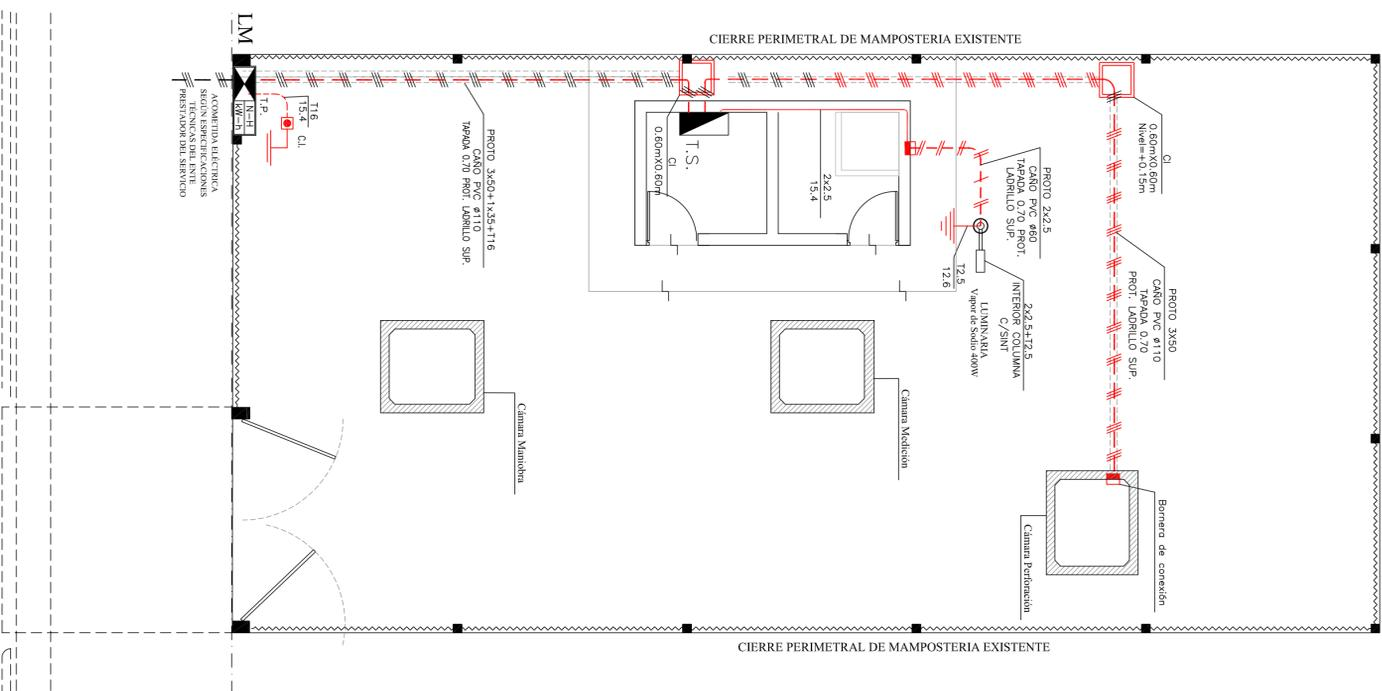 CIERRE PERIMETRAL DE MAMPOSTERIA EXISTENTE
LM
ACOMETIDA ELÉCTRICA
SEGÚN ESPECIFICACIONES
TÉCNICAS DEL ENTE
PRESTADOR DEL SERVICIO
N-H
kW-h
T.P.
T16
15.4
C.I.
PROTO 3x50+1x35+T16
CAÑO PVC ø110
TAPADA 0.70 PROT. LADRILLO SUP.
CI
0.60mX0.60m
T.S.
2x2.5
15.4
PROTO 2x2.5
CAÑO PVC ø60
TAPADA 0.70 PROT.
LADRILLO SUP.
T2.5
12.6
2x2.5+T2.5
INTERIOR COLUMNA
C/SINT
LUMINARIA
Vapor de Sodio 400W
CI
0.60mX0.60m
Nivel=+0.15m
PROTO 3X50
CAÑO PVC ø110
TAPADA 0.70
PROT. LADRILLO SUP.
Cámara Maniobra
Cámara Medición
Cámara Perforación
Bornera de conexión
CIERRE PERIMETRAL DE MAMPOSTERIA EXISTENTE